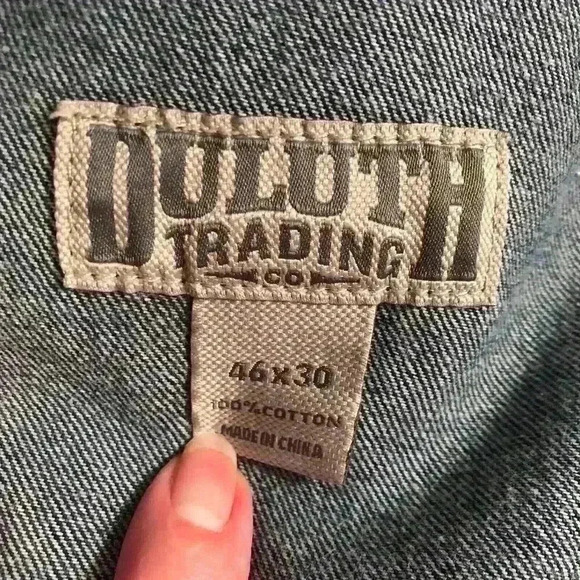 DULUTH
TRADING
CO
46x30
100% COTTON
MADE IN CHINA